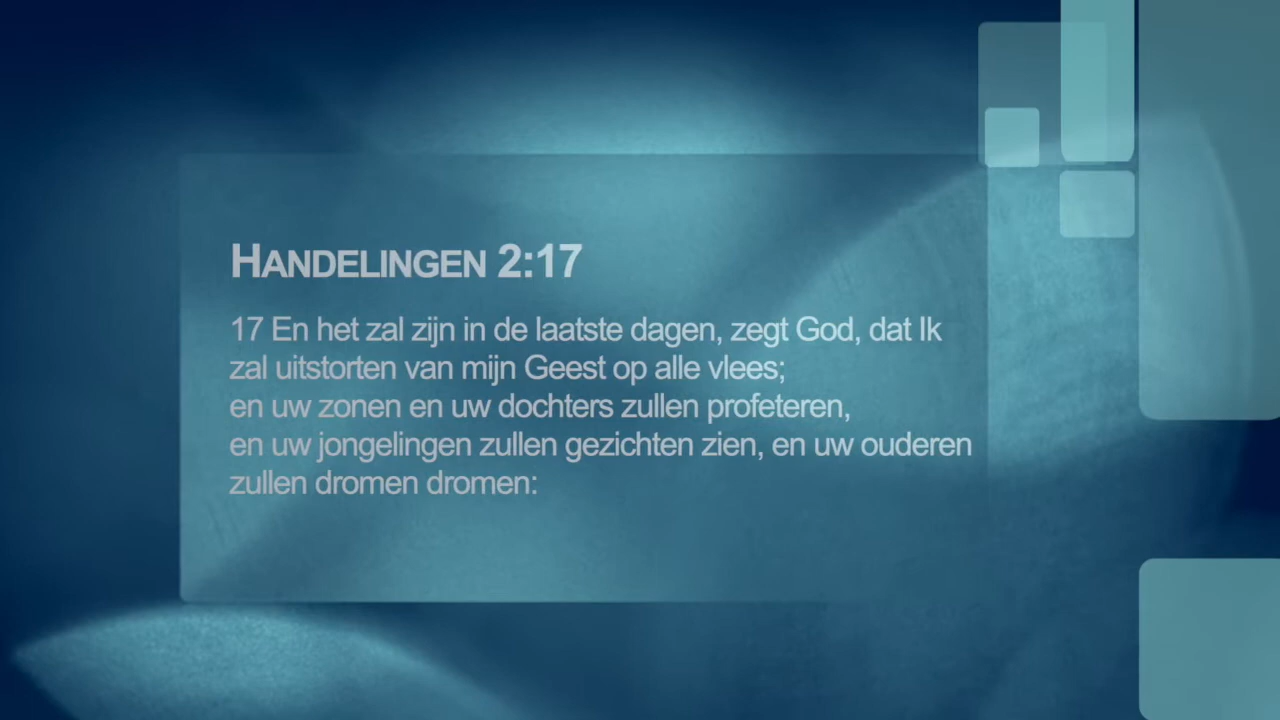 HANDELINGEN 2:17
17 En het zal zijn in de laatste dagen, zegt God, dat Ik
zal uitstorten van mijn Geest op alle vlees;
en uw zonen en uw dochters zullen profeteren,
en uw jongelingen zullen gezichten zien, en uw ouderen
zullen dromen dromen: